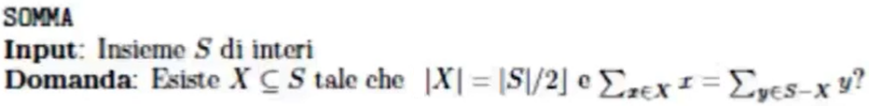 SOMMA
Input: Insieme S di interi
Domanda: Esiste X ⊆ S tale che |X| = |S|/2⌋ e ∑x∈X x = ∑y∈S−X y?